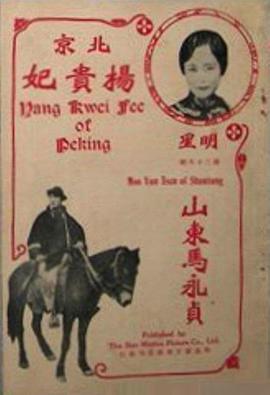 北京
楊貴妃
Yang Kwei Fee
of
Peking
明星
Moo Yun Tsen of Shantung
山東馬永貞
Published by
The Star Motion Picture Co., Ltd.